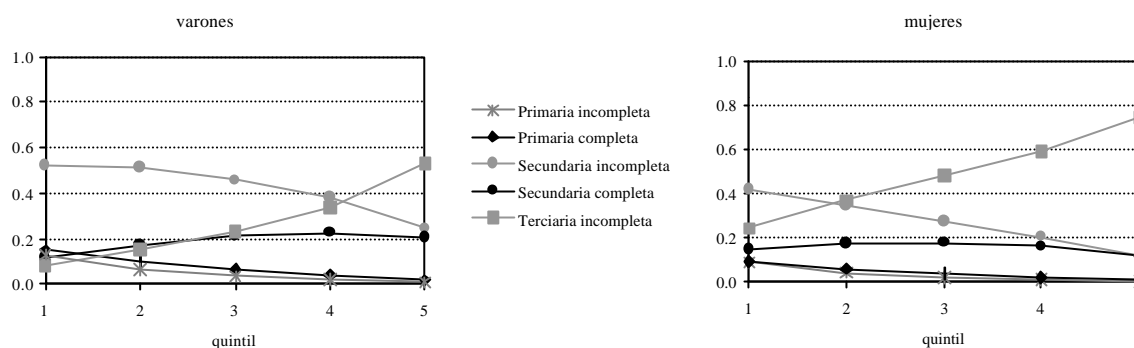 varones
1.0
0.8
0.6
0.4
0.2
0.0
1 2 3 4 5
quintil
Primaria incompleta
Primaria completa
Secundaria incompleta
Secundaria completa
Terciaria incompleta
mujeres
1.0
0.8
0.6
0.4
0.2
0.0
1 2 3 4
quintil